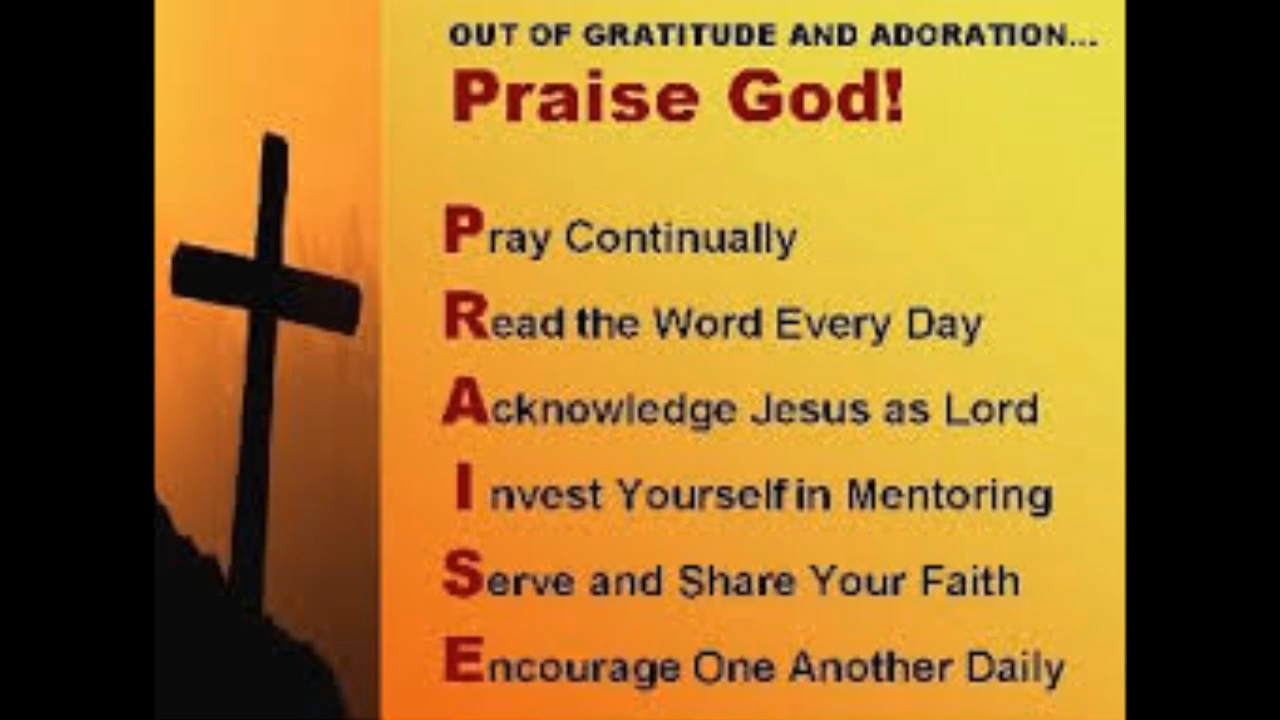 OUT OF GRATITUDE AND ADORATION...
Praise God!
Pray Continually
Read the Word Every Day
Acknowledge Jesus as Lord
Invest Yourself in Mentoring
Serve and Share Your Faith
Encourage One Another Daily